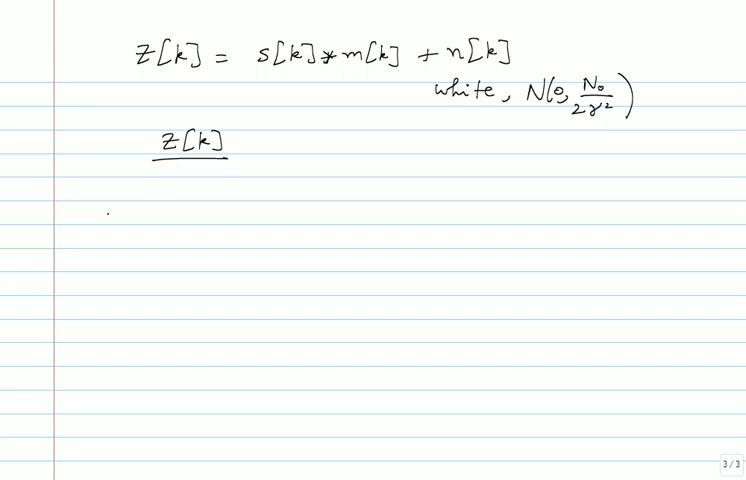 Z[k] = s[k] * m[k] + n[k]
white, N(0, N₀/2γ²)
Z[k]
3/3